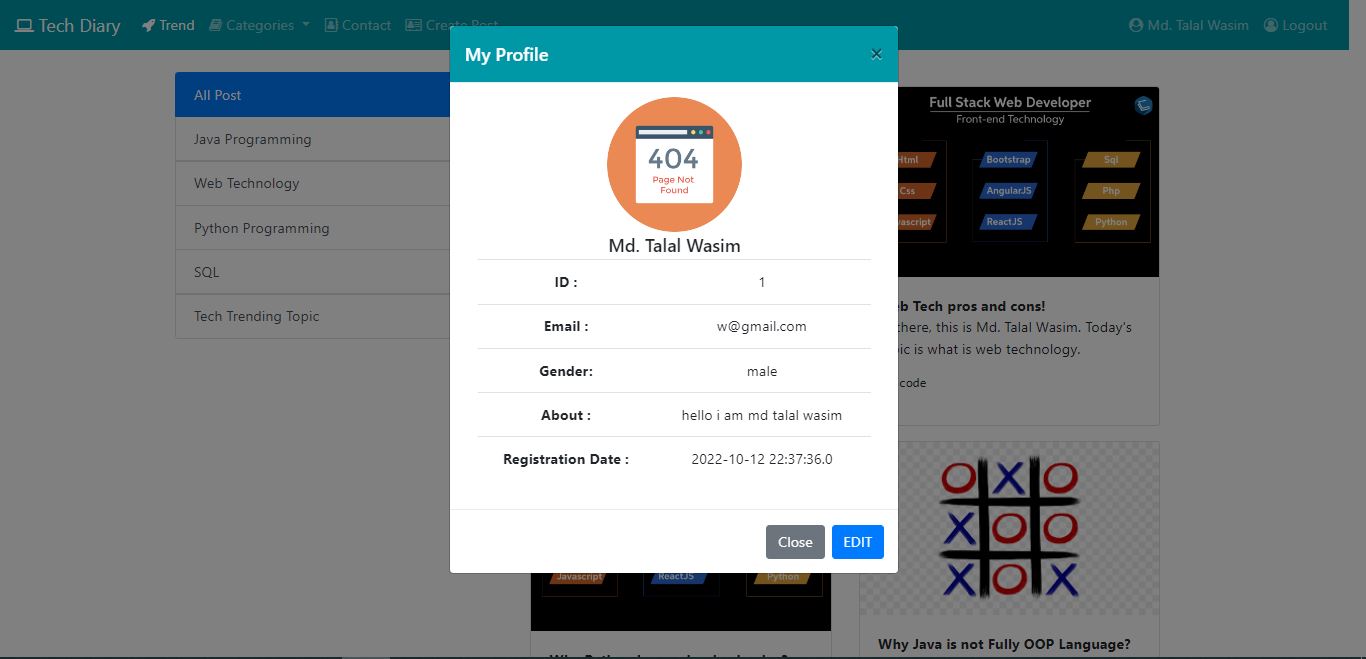 Tech Diary
Trend
Categories
Contact
Create Post
Md. Talal Wasim
Logout
All Post
Java Programming
Web Technology
Python Programming
SQL
Tech Trending Topic
My Profile
×
404
Page Not
Found
Md. Talal Wasim
ID : 1
Email : w@gmail.com
Gender: male
About : hello i am md talal wasim
Registration Date : 2022-10-12 22:37:36.0
Close
EDIT
Full Stack Web Developer
Front-end Technology
Html Bootstrap Sql
Css AngularJS Php
ReactJS Python
Tech pros and cons!
there, this is Md. Talal Wasim. Today's
is what is web technology.
code
Javascript ReactJS Python
O X O
X O O
X O X
Why Java is not Fully OOP Language?